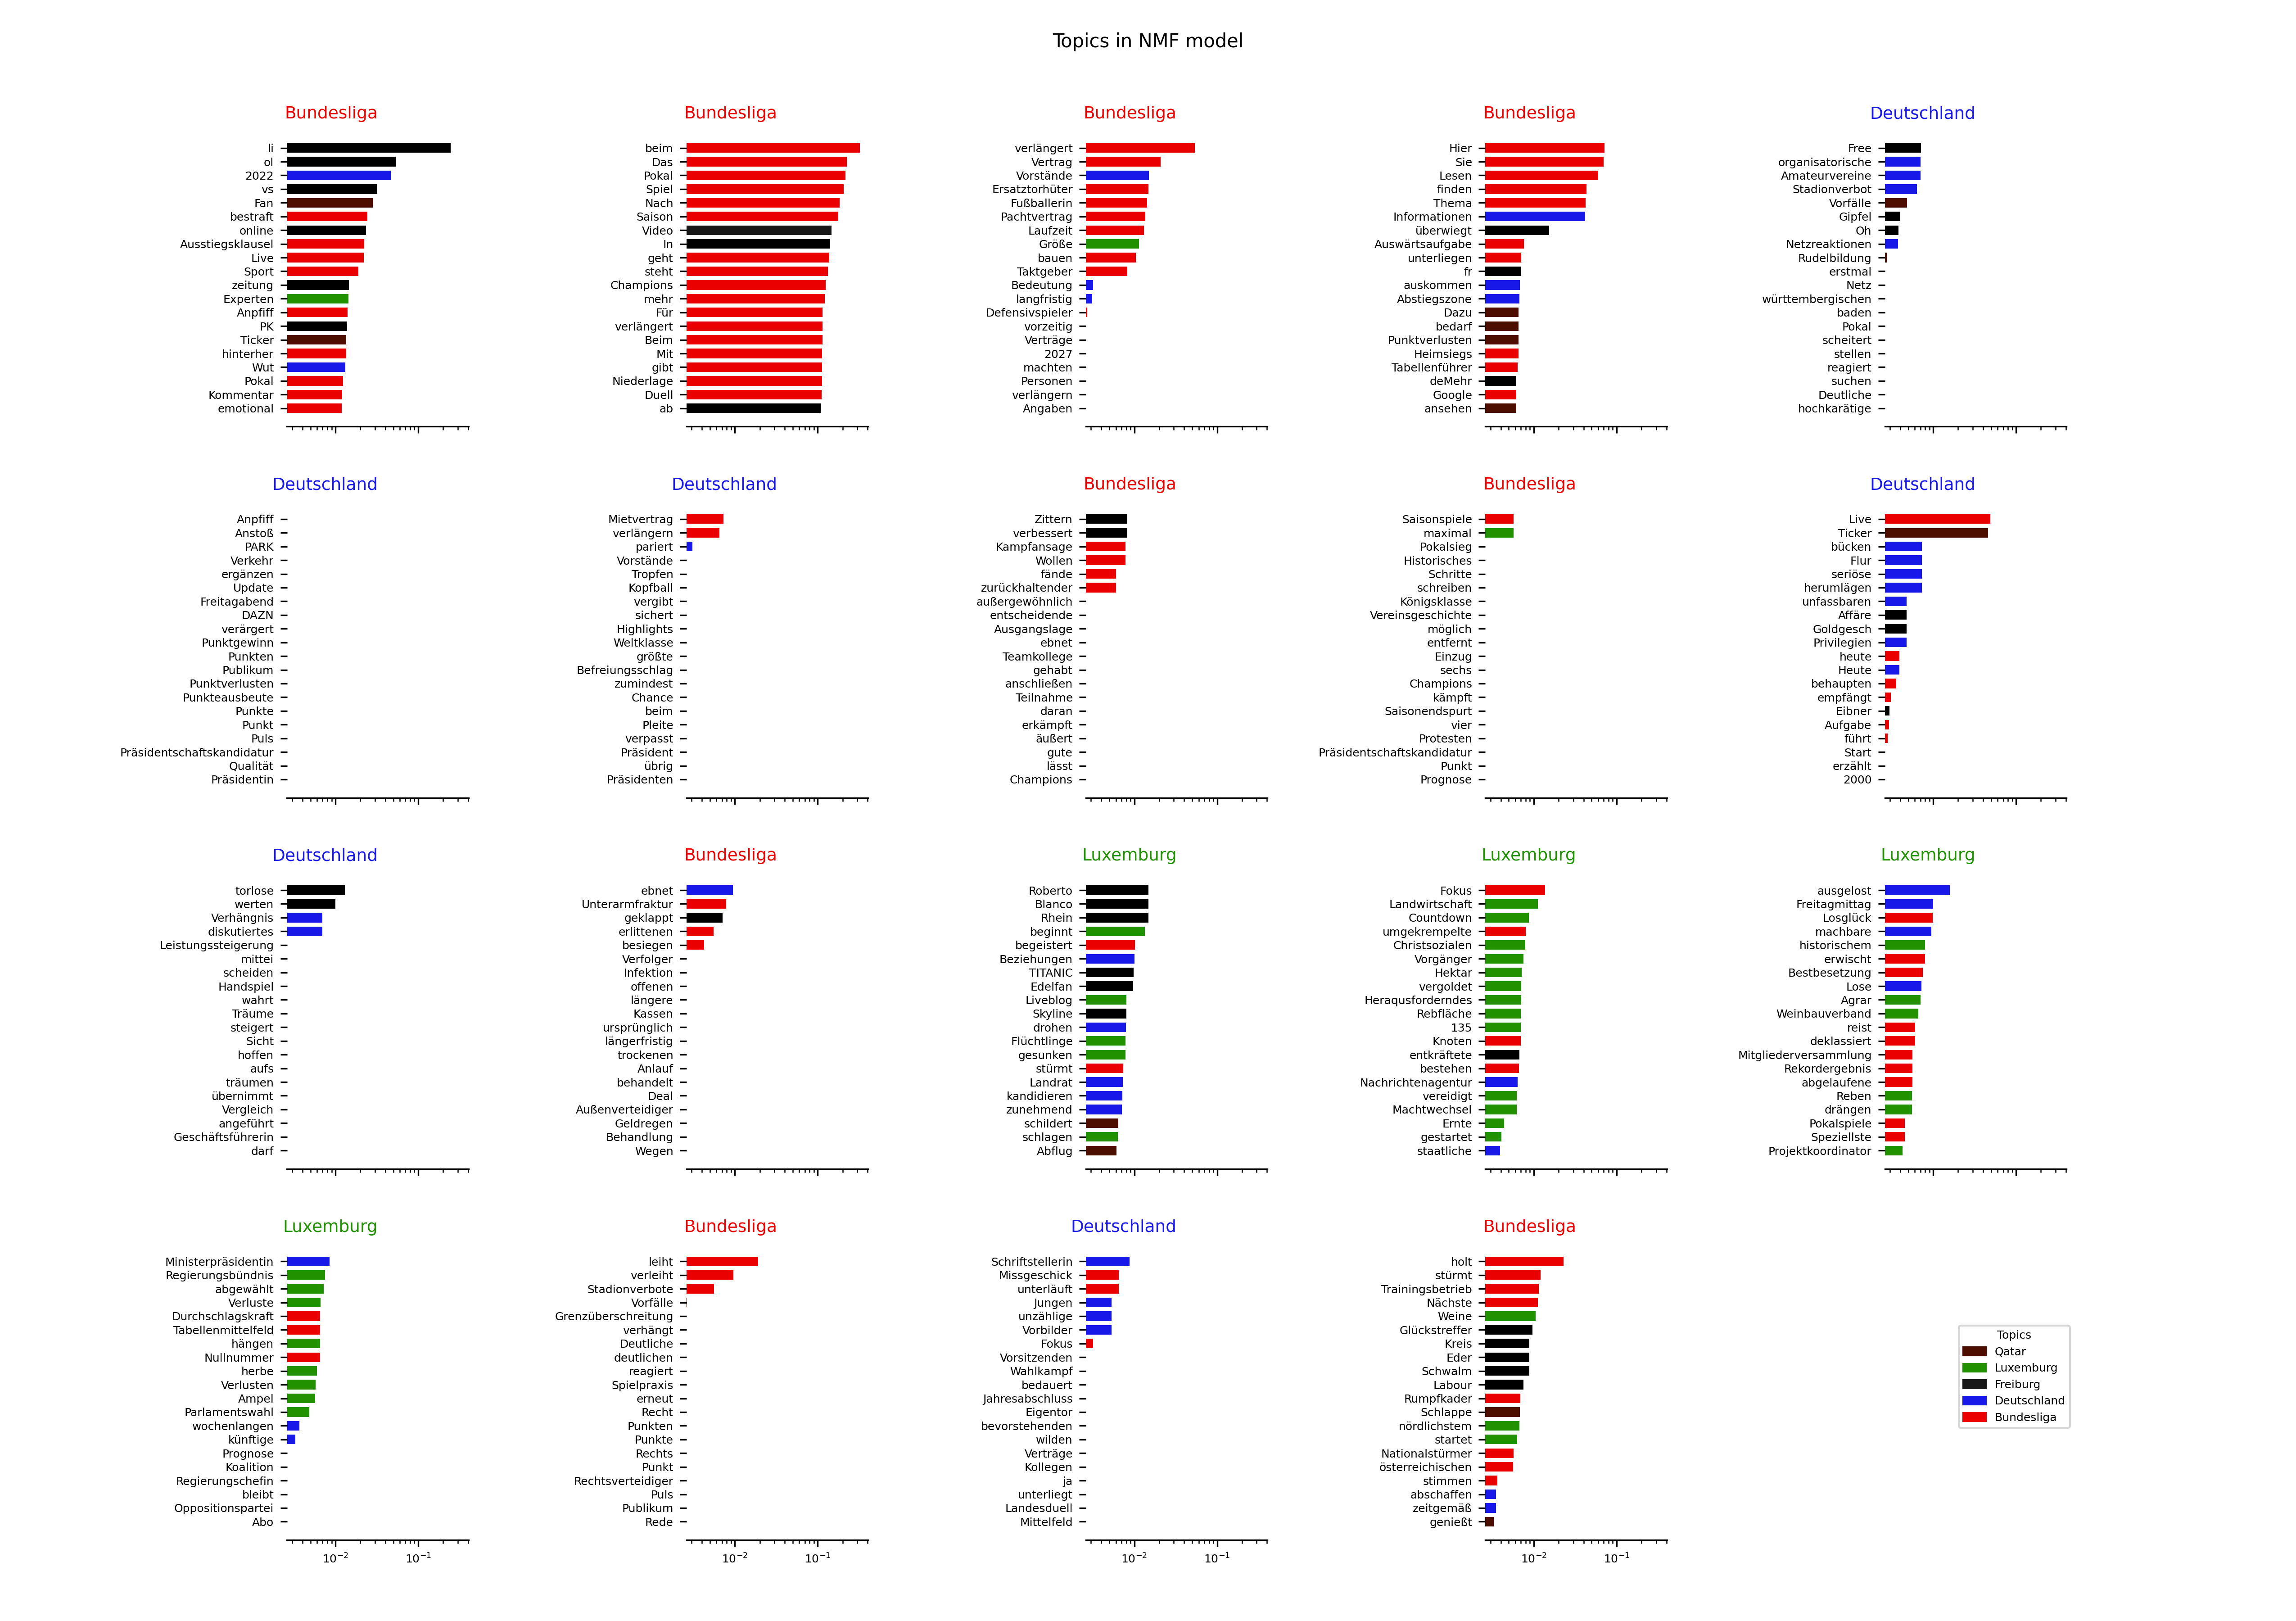 Topics in NMF model
Bundesliga
li
ol
2022
vs
Fan
bestraft
online
Ausstiegsklausel
Live
Sport
zeitung
Experten
Anpfiff
PK
Ticker
hinterher
Wut
Pokal
Kommentar
emotional
Bundesliga
beim
Das
Pokal
Spiel
Nach
Saison
Video
In
geht
steht
Champions
mehr
Für
verlängert
Beim
Mit
gibt
Niederlage
Duell
ab
Bundesliga
verlängert
Vertrag
Vorstände
Ersatztorhüter
Fußballerin
Pachtvertrag
Laufzeit
Größe
bauen
Taktgeber
Bedeutung
langfristig
Defensivspieler
vorzeitig
Verträge
2027
machten
Personen
verlängern
Angaben
Bundesliga
Hier
Sie
Lesen
finden
Thema
Informationen
überwiegt
Auswärtsaufgabe
unterliegen
fr
auskommen
Abstiegszone
Dazu
bedarf
Punktverlusten
Heimsiegs
Tabellenführer
deMehr
Google
ansehen
Deutschland
Free
organisatorische
Amateurvereine
Stadionverbot
Vorfälle
Gipfel
Oh
Netzreaktionen
Rudelbildung
erstmal
Netz
württembergischen
baden
Pokal
scheitert
stellen
reagiert
suchen
Deutliche
hochkarätige
Deutschland
Anpfiff
Anstoß
PARK
Verkehr
ergänzen
Update
Freitagabend
DAZN
verärgert
Punktgewinn
Punkten
Publikum
Punktverlusten
Punkteausbeute
Punkte
Punkt
Puls
Präsidentschaftskandidatur
Qualität
Präsidentin
Deutschland
Mietvertrag
verlängern
pariert
Vorstände
Tropfen
Kopfball
vergibt
sichert
Highlights
Weltklasse
größte
Befreiungsschlag
zumindest
Chance
beim
Pleite
verpasst
Präsident
übrig
Präsidenten
Bundesliga
Zittern
verbessert
Kampfansage
Wollen
fände
zurückhaltender
außergewöhnlich
entscheidende
Ausgangslage
ebnet
Teamkollege
gehabt
anschließen
Teilnahme
daran
erkämpft
äußert
gute
lässt
Champions
Bundesliga
Saisonspiele
maximal
Pokalsieg
Historisches
Schritte
schreiben
Königsklasse
Vereinsgeschichte
möglich
entfernt
Einzug
sechs
Champions
kämpft
Saisonendspurt
vier
Protesten
Präsidentschaftskandidatur
Punkt
Prognose
Deutschland
Live
Ticker
bücken
Flur
seriöse
herumlägen
unfassbaren
Affäre
Goldgesch
Privilegien
heute
Heute
behaupten
empfängt
Eibner
Aufgabe
führt
Start
erzählt
2000
Deutschland
torlose
werten
Verhängnis
diskutiertes
Leistungssteigerung
mittei
scheiden
Handspiel
wahrt
Träume
steigert
Sicht
hoffen
aufs
träumen
übernimmt
Vergleich
angeführt
Geschäftsführerin
darf
Bundesliga
ebnet
Unterarmfraktur
geklappt
erlittenen
besiegen
Verfolger
Infektion
offenen
längere
Kassen
ursprünglich
längerfristig
trockenen
Anlauf
behandelt
Deal
Außenverteidiger
Geldregen
Behandlung
Wegen
Luxemburg
Roberto
Blanco
Rhein
beginnt
begeistert
Beziehungen
TITANIC
Edelfan
Liveblog
Skyline
drohen
Flüchtlinge
gesunken
stürmt
Landrat
kandidieren
zunehmend
schildert
schlagen
Abflug
Luxemburg
Fokus
Landwirtschaft
Countdown
umgekrempelte
Christsozialen
Vorgänger
Hektar
vergoldet
Heraqusforderndes
Rebfläche
135
Knoten
entkräftete
bestehen
Nachrichtenagentur
vereidigt
Machtwechsel
Ernte
gestartet
staatliche
Luxemburg
ausgelost
Freitagmittag
Losglück
machbare
historischem
erwischt
Bestbesetzung
Lose
Agrar
Weinbauverband
reist
deklassiert
Mitgliederversammlung
Rekordergebnis
abgelaufene
Reben
drängen
Pokalspiele
Speziellste
Projektkoordinator
Luxemburg
Ministerpräsidentin
Regierungsbündnis
abgewählt
Verluste
Durchschlagskraft
Tabellenmittelfeld
hängen
Nullnummer
herbe
Verlusten
Ampel
Parlamentswahl
wochenlangen
künftige
Prognose
Koalition
Regierungschefin
bleibt
Oppositionspartei
Abo
10⁻² 10⁻¹
Bundesliga
leiht
verleiht
Stadionverbote
Vorfälle
Grenzüberschreitung
verhängt
Deutliche
deutlichen
reagiert
Spielpraxis
erneut
Recht
Punkten
Punkte
Rechts
Punkt
Rechtsverteidiger
Puls
Publikum
Rede
10⁻² 10⁻¹
Deutschland
Schriftstellerin
Missgeschick
unterläuft
Jungen
unzählige
Vorbilder
Fokus
Vorsitzenden
Wahlkampf
bedauert
Jahresabschluss
Eigentor
bevorstehenden
wilden
Verträge
Kollegen
ja
unterliegt
Landesduell
Mittelfeld
10⁻² 10⁻¹
Bundesliga
holt
stürmt
Trainingsbetrieb
Nächste
Weine
Glückstreffer
Kreis
Eder
Schwalm
Labour
Rumpfkader
Schlappe
nördlichstem
startet
Nationalstürmer
österreichischen
stimmen
abschaffen
zeitgemäß
genießt
10⁻² 10⁻¹
Topics
Qatar
Luxemburg
Freiburg
Deutschland
Bundesliga